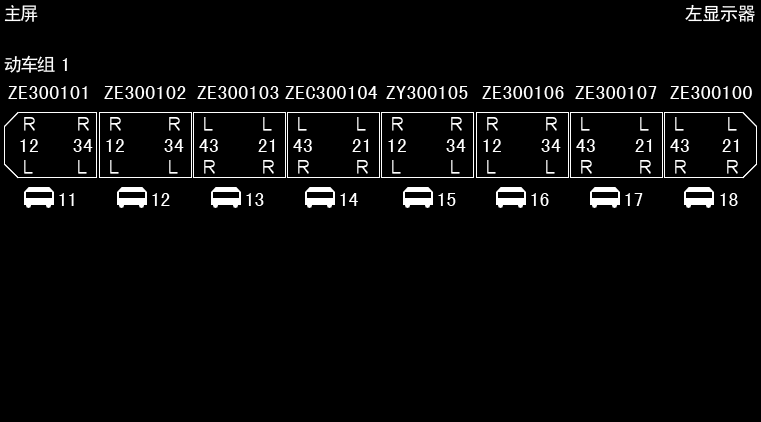 主屏 左显示器
动车组 1
ZE300101 ZE300102 ZE300103 ZEC300104 ZY300105 ZE300106 ZE300107 ZE300100
R R R R L L L L R R R R L L L L
12 34 12 34 43 21 43 21 12 34 12 34 43 21 43 21
L L L L R R R R L L L L R R R R
11 12 13 14 15 16 17 18